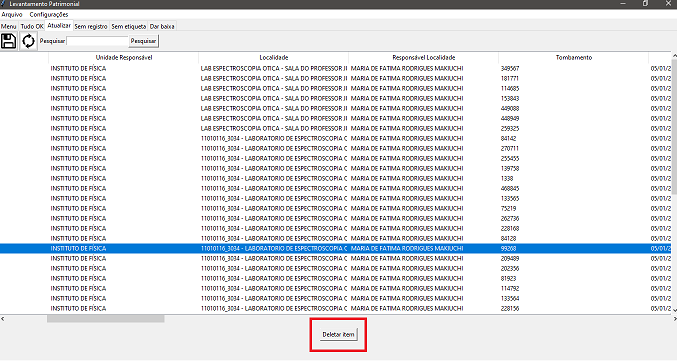 Levantamento Patrimonial
Arquivo Configurações
Menu Tudo OK Atualizar Sem registro Sem etiqueta Dar baixa
Pesquisar Pesquisar
Unidade Responsável Localidade Responsável Localidade Tombamento
INSTITUTO DE FÍSICA LAB ESPECTROSCOPIA OTICA - SALA DO PROFESSOR JI MARIA DE FATIMA RODRIGUES MAKIUCHI 349567 05/01/2
INSTITUTO DE FÍSICA LAB ESPECTROSCOPIA OTICA - SALA DO PROFESSOR JI MARIA DE FATIMA RODRIGUES MAKIUCHI 181771 05/01/2
INSTITUTO DE FÍSICA LAB ESPECTROSCOPIA OTICA - SALA DO PROFESSOR JI MARIA DE FATIMA RODRIGUES MAKIUCHI 114685 05/01/2
INSTITUTO DE FÍSICA LAB ESPECTROSCOPIA OTICA - SALA DO PROFESSOR JI MARIA DE FATIMA RODRIGUES MAKIUCHI 153843 05/01/2
INSTITUTO DE FÍSICA LAB ESPECTROSCOPIA OTICA - SALA DO PROFESSOR JI MARIA DE FATIMA RODRIGUES MAKIUCHI 449088 05/01/2
INSTITUTO DE FÍSICA LAB ESPECTROSCOPIA OTICA - SALA DO PROFESSOR JI MARIA DE FATIMA RODRIGUES MAKIUCHI 448949 05/01/2
INSTITUTO DE FÍSICA LAB ESPECTROSCOPIA OTICA - SALA DO PROFESSOR JI MARIA DE FATIMA RODRIGUES MAKIUCHI 259325 05/01/2
INSTITUTO DE FÍSICA 11010116_3034 - LABORATORIO DE ESPECTROSCOPIA C MARIA DE FATIMA RODRIGUES MAKIUCHI 84142 05/01/2
INSTITUTO DE FÍSICA 11010116_3034 - LABORATORIO DE ESPECTROSCOPIA C MARIA DE FATIMA RODRIGUES MAKIUCHI 270711 05/01/2
INSTITUTO DE FÍSICA 11010116_3034 - LABORATORIO DE ESPECTROSCOPIA C MARIA DE FATIMA RODRIGUES MAKIUCHI 255455 05/01/2
INSTITUTO DE FÍSICA 11010116_3034 - LABORATORIO DE ESPECTROSCOPIA C MARIA DE FATIMA RODRIGUES MAKIUCHI 139758 05/01/2
INSTITUTO DE FÍSICA 11010116_3034 - LABORATORIO DE ESPECTROSCOPIA C MARIA DE FATIMA RODRIGUES MAKIUCHI 1338 05/01/2
INSTITUTO DE FÍSICA 11010116_3034 - LABORATORIO DE ESPECTROSCOPIA C MARIA DE FATIMA RODRIGUES MAKIUCHI 468845 05/01/2
INSTITUTO DE FÍSICA 11010116_3034 - LABORATORIO DE ESPECTROSCOPIA C MARIA DE FATIMA RODRIGUES MAKIUCHI 133565 05/01/2
INSTITUTO DE FÍSICA 11010116_3034 - LABORATORIO DE ESPECTROSCOPIA C MARIA DE FATIMA RODRIGUES MAKIUCHI 75219 05/01/2
INSTITUTO DE FÍSICA 11010116_3034 - LABORATORIO DE ESPECTROSCOPIA C MARIA DE FATIMA RODRIGUES MAKIUCHI 262736 05/01/2
INSTITUTO DE FÍSICA 11010116_3034 - LABORATORIO DE ESPECTROSCOPIA C MARIA DE FATIMA RODRIGUES MAKIUCHI 228168 05/01/2
INSTITUTO DE FÍSICA 11010116_3034 - LABORATORIO DE ESPECTROSCOPIA C MARIA DE FATIMA RODRIGUES MAKIUCHI 84128 05/01/2
INSTITUTO DE FÍSICA 11010116_3034 - LABORATORIO DE ESPECTROSCOPIA C MARIA DE FATIMA RODRIGUES MAKIUCHI 99268 05/01/2
INSTITUTO DE FÍSICA 11010116_3034 - LABORATORIO DE ESPECTROSCOPIA C MARIA DE FATIMA RODRIGUES MAKIUCHI 209489 05/01/2
INSTITUTO DE FÍSICA 11010116_3034 - LABORATORIO DE ESPECTROSCOPIA C MARIA DE FATIMA RODRIGUES MAKIUCHI 202356 05/01/2
INSTITUTO DE FÍSICA 11010116_3034 - LABORATORIO DE ESPECTROSCOPIA C MARIA DE FATIMA RODRIGUES MAKIUCHI 81923 05/01/2
INSTITUTO DE FÍSICA 11010116_3034 - LABORATORIO DE ESPECTROSCOPIA C MARIA DE FATIMA RODRIGUES MAKIUCHI 114792 05/01/2
INSTITUTO DE FÍSICA 11010116_3034 - LABORATORIO DE ESPECTROSCOPIA C MARIA DE FATIMA RODRIGUES MAKIUCHI 133564 05/01/2
INSTITUTO DE FÍSICA 11010116_3034 - LABORATORIO DE ESPECTROSCOPIA C MARIA DE FATIMA RODRIGUES MAKIUCHI 228156 05/01/2
Deletar item